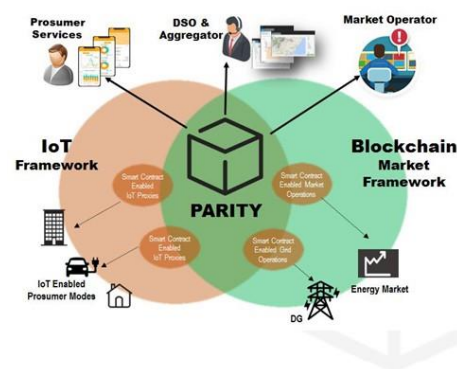 Prosumer
Services
DSO &
Aggregator
Market Operator
IoT
Framework
Blockchain
Market
Framework
Smart Contract
Enabled
IoT Proxies
Smart Contract
Enabled Market
Operations
PARITY
Smart Contract
Enabled
IoT Proxies
Smart Contract
Enabled Grid
Operations
IoT Enabled
Prosumer Modes
Energy Market
DG